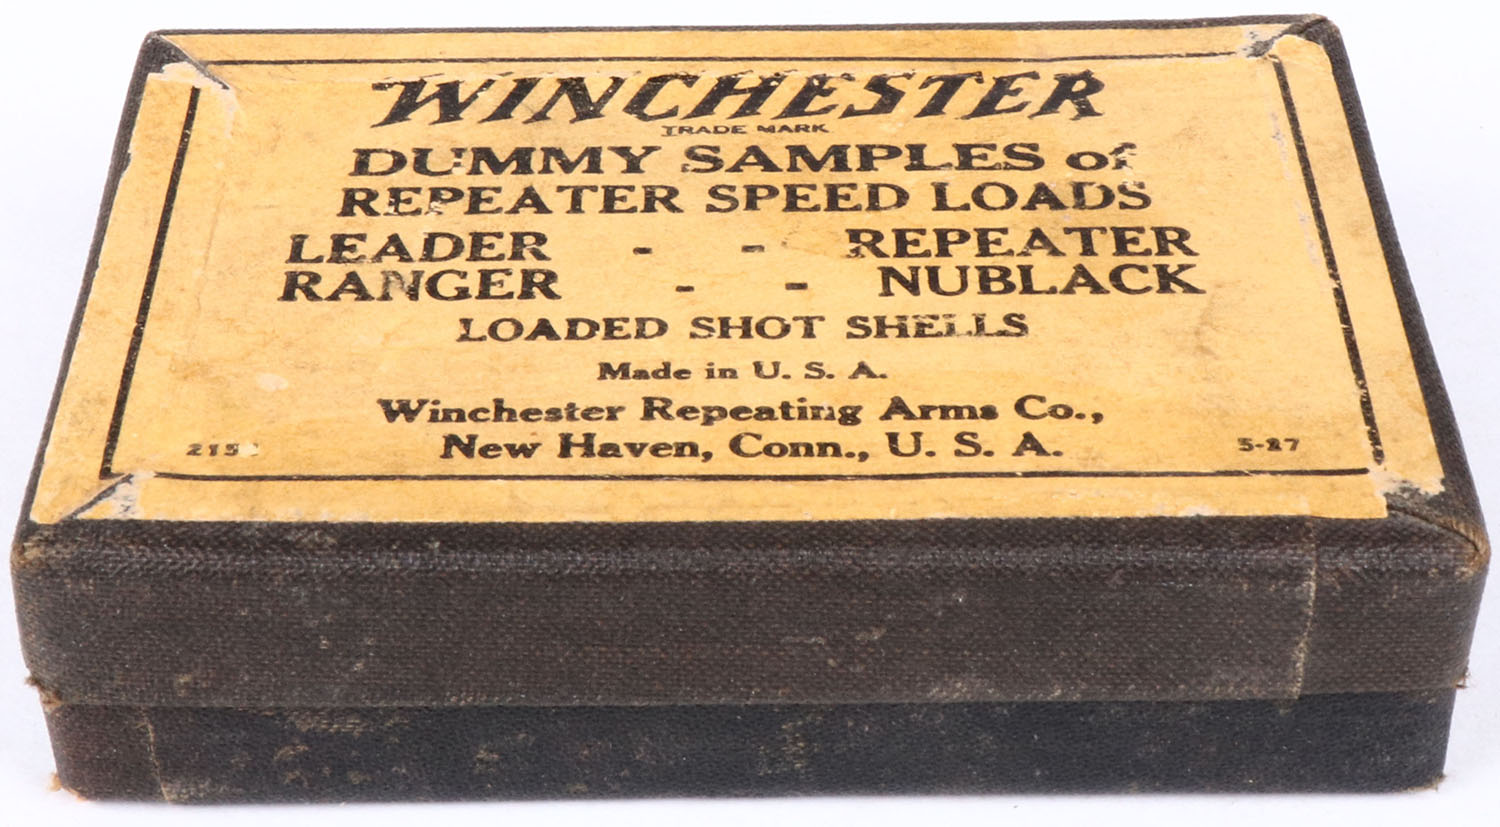 WINCHESTER
TRADE MARK
DUMMY SAMPLES of
REPEATER SPEED LOADS
LEADER - - REPEATER
RANGER - - NUBLACK
LOADED SHOT SHELLS
Made in U. S. A.
Winchester Repeating Arms Co.,
New Haven, Conn., U. S. A.
5-27